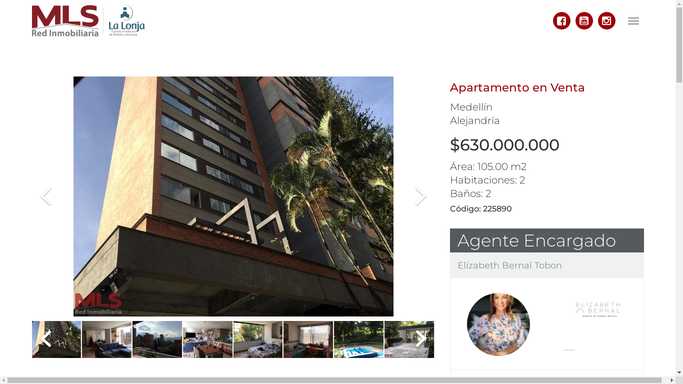 MLS
Red Inmobiliaria
La Lonja
Apartamento en Venta
Medellín
Alejandría
$630.000.000
Área: 105.00 m2
Habitaciones: 2
Baños: 2
Código: 225890
Agente Encargado
Elizabeth Bernal Tobon
MLS
Red Inmobiliaria
ELIZABETH
BERNAL